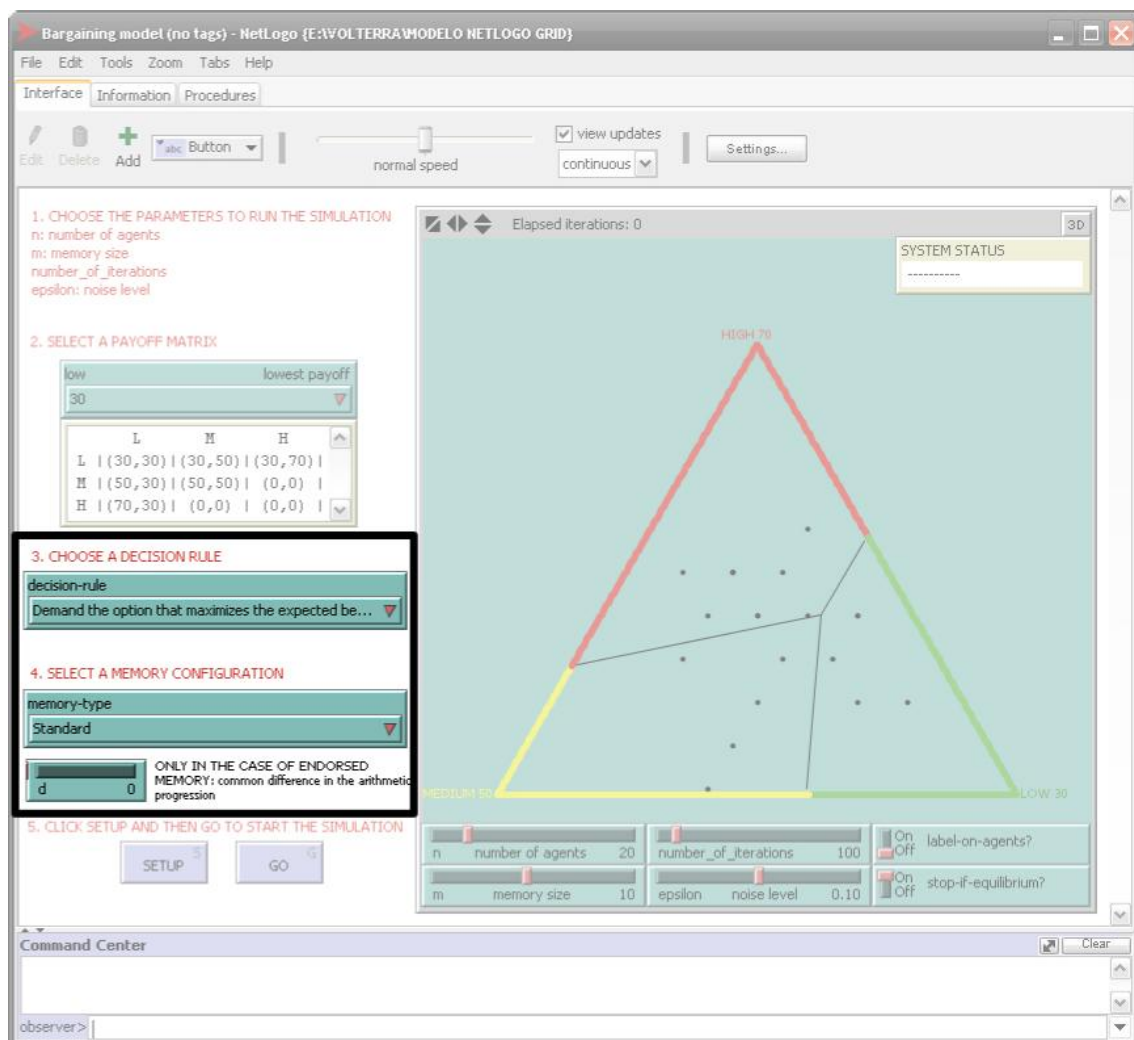 Bargaining model (no tags) - NetLogo {E:\VOLTERRA\MODELO NETLOGO GRID}
File Edit Tools Zoom Tabs Help
Interface Information Procedures
Edit Delete Add abc Button normal speed view updates continuous Settings...
1. CHOOSE THE PARAMETERS TO RUN THE SIMULATION
n: number of agents
m: memory size
number_of_iterations
epsilon: noise level
2. SELECT A PAYOFF MATRIX
low lowest payoff
30
L M H
L |(30,30)|(30,50)|(30,70)|
M |(50,30)|(50,50)| (0,0) |
H |(70,30)| (0,0) | (0,0) |
3. CHOOSE A DECISION RULE
decision-rule
Demand the option that maximizes the expected be...
4. SELECT A MEMORY CONFIGURATION
memory-type
Standard
d 0
ONLY IN THE CASE OF ENDORSED
MEMORY: common difference in the arithmetic
progression
5. CLICK SETUP AND THEN GO TO START THE SIMULATION
SETUP S
GO G
Elapsed iterations: 0
3D
SYSTEM STATUS
----------
HIGH 70
MEDIUM 50
LOW 30
n number of agents 20
number_of_iterations 100
On
Off
label-on-agents?
m memory size 10
epsilon noise level 0.10
On
Off
stop-if-equilibrium?
Command Center
Clear
observer>